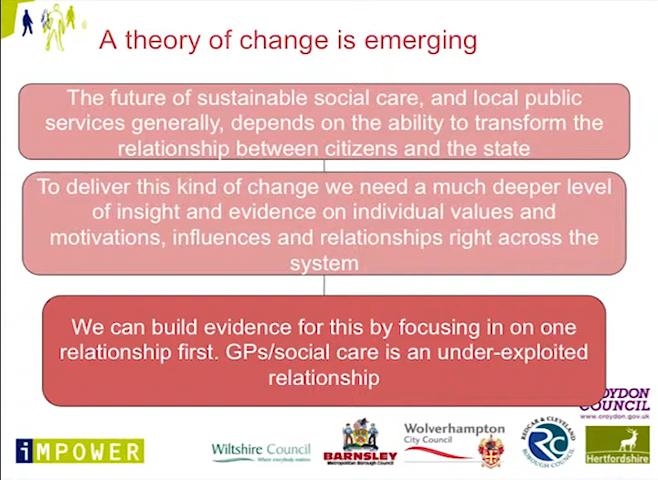 A theory of change is emerging
The future of sustainable social care, and local public
services generally, depends on the ability to transform the
relationship between citizens and the state
To deliver this kind of change we need a much deeper level
of insight and evidence on individual values and
motivations, influences and relationships right across the
system
We can build evidence for this by focusing in on one
relationship first. GPs/social care is an under-exploited
relationship
COUNCIL
www.croydon.gov.uk
iMPOWER
Wiltshire Council
Where everybody matters
BARNSLEY
Metropolitan Borough Council
Wolverhampton
City Council
REDCAR & CLEVELAND
RC
BOROUGH COUNCIL
Hertfordshire